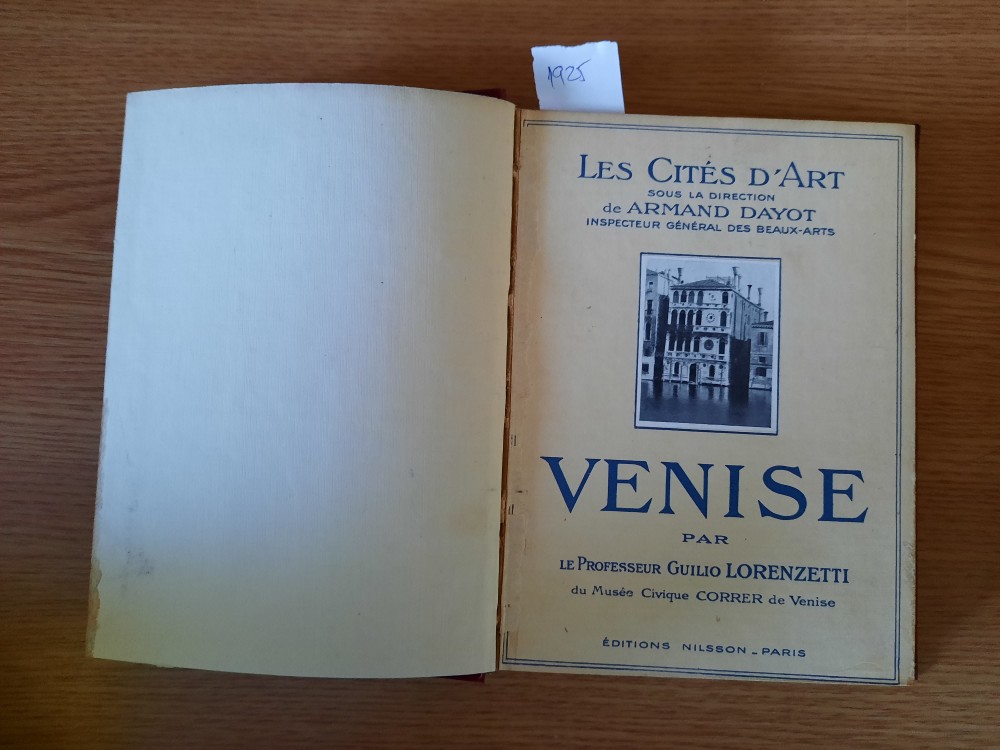 1925
LES CITÉS D'ART
SOUS LA DIRECTION
de ARMAND DAYOT
INSPECTEUR GÉNÉRAL DES BEAUX-ARTS
VENISE
PAR
LE PROFESSEUR GUILIO LORENZETTI
du Musée Civique CORRER de Venise
ÉDITIONS NILSSON - PARIS